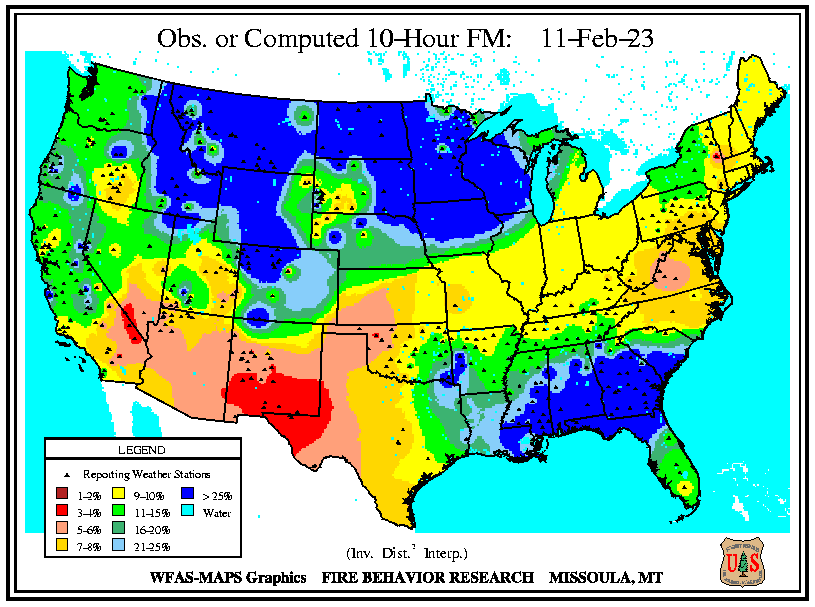 Obs. or Computed 10-Hour FM: 11-Feb-23
LEGEND
Reporting Weather Stations
1-2% 9-10% > 25%
3-4% 11-15% Water
5-6% 16-20%
7-8% 21-25%
(Inv. Dist.² Interp.)
WFAS-MAPS Graphics FIRE BEHAVIOR RESEARCH MISSOULA, MT
U S